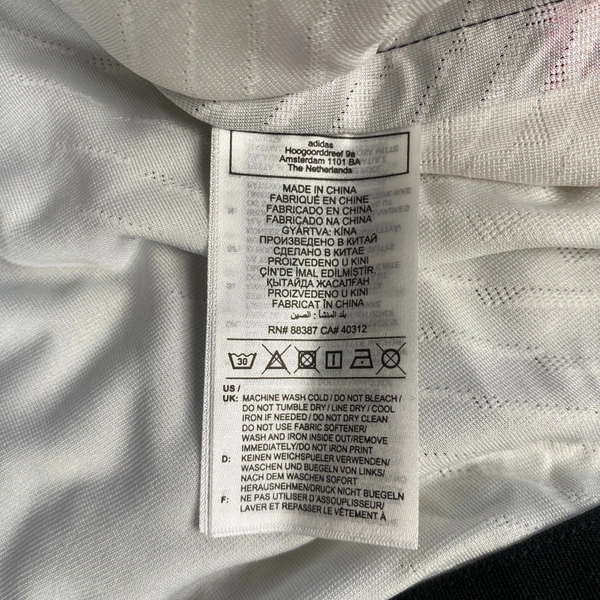 adidas
Hoogoorddreef 9a
Amsterdam 1101 BA
The Netherlands
MADE IN CHINA
FABRIQUÉ EN CHINE
FABRICADO EN CHINA
FABRICADO NA CHINA
GYÁRTVA: KÍNA
ПРОИЗВЕДЕНО В КИТАЙ
СДЕЛАНО В КИТАЕ
PROIZVEDENO U KINI
ÇİN'DE İMAL EDİLMİŞTİR.
ҚЫТАЙДА ЖАСАЛҒАН
PROIZVEDENO U KINI
FABRICAT ÎN CHINA
بلد المنشأ : الصين
RN# 88387 CA# 40312
30
US /
UK: MACHINE WASH COLD / DO NOT BLEACH /
DO NOT TUMBLE DRY / LINE DRY / COOL
IRON IF NEEDED / DO NOT DRY CLEAN
DO NOT USE FABRIC SOFTENER/
WASH AND IRON INSIDE OUT/REMOVE
IMMEDIATELY/DO NOT IRON PRINT
D: KEINEN WEICHSPUELER VERWENDEN/
WASCHEN UND BUEGELN VON LINKS/
NACH DEM WASCHEN SOFORT
HERAUSNEHMEN/DRUCK NICHT BUEGELN
F: NE PAS UTILISER D'ASSOUPLISSEUR/
LAVER ET REPASSER LE VÊTEMENT À